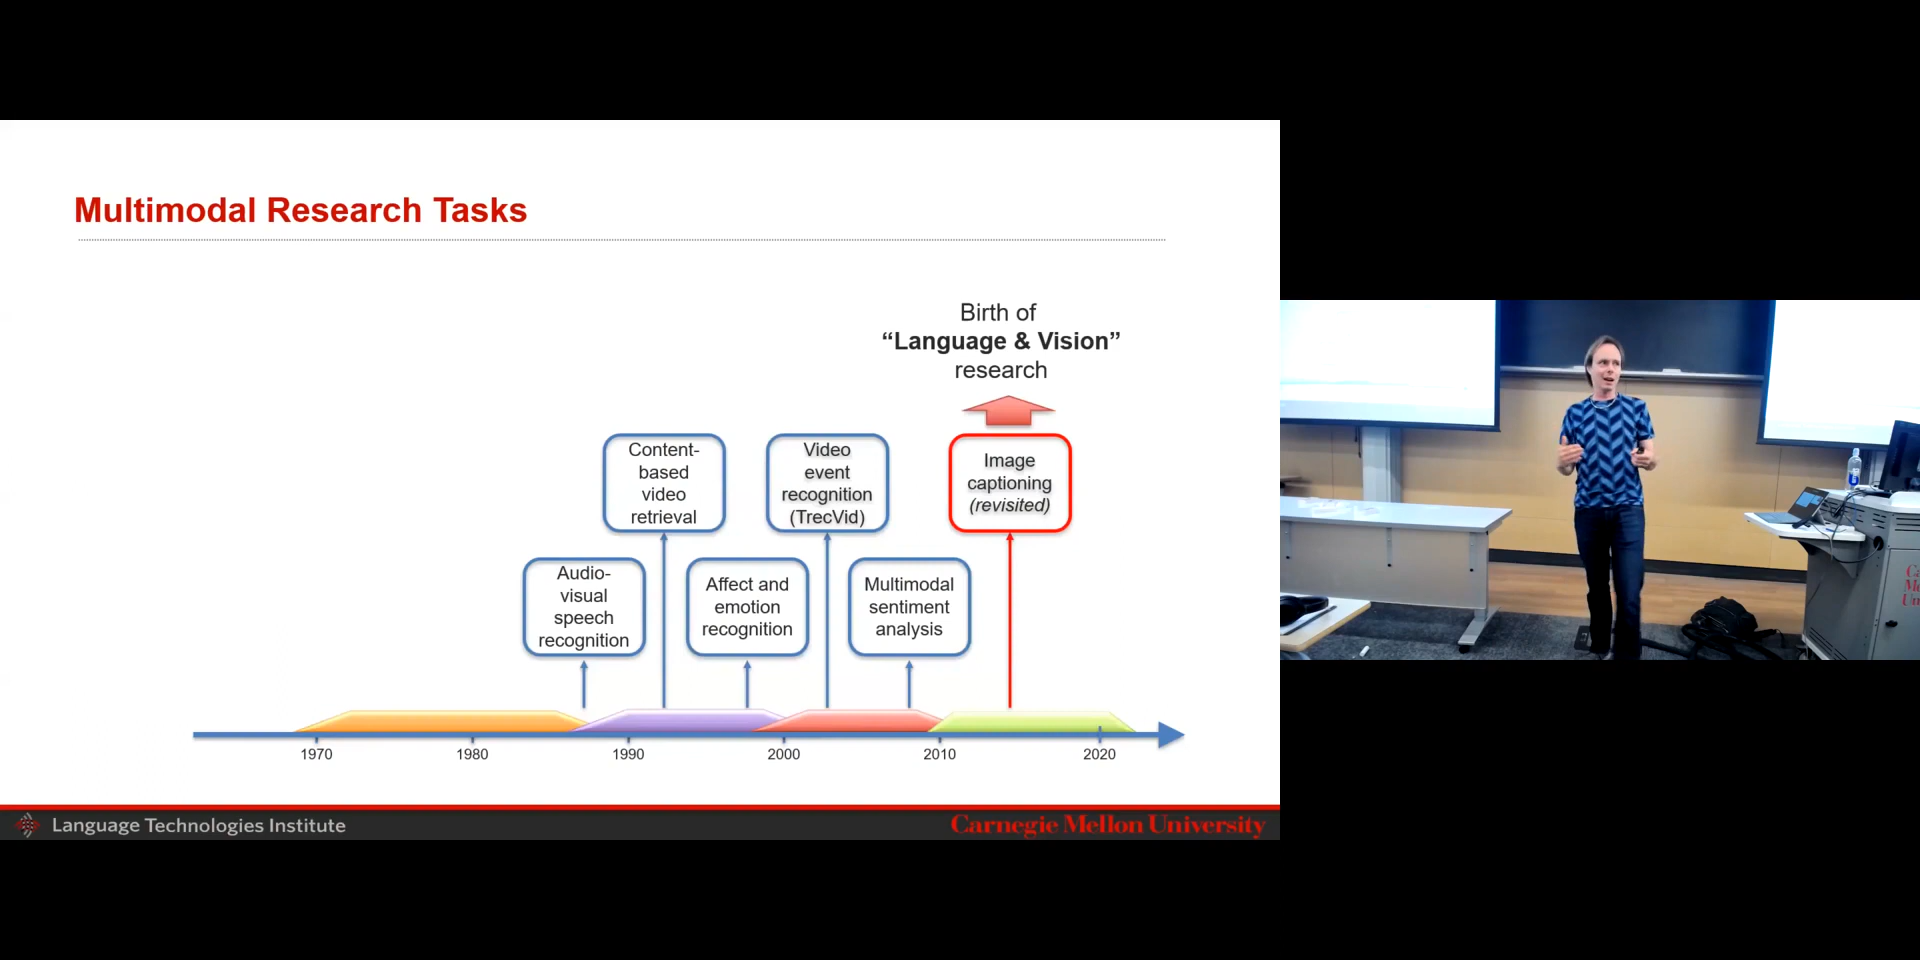 Multimodal Research Tasks
Birth of
“Language & Vision”
research
Content-
based
video
retrieval
Video
event
recognition
(TrecVid)
Image
captioning
(revisited)
Audio-
visual
speech
recognition
Affect and
emotion
recognition
Multimodal
sentiment
analysis
1970
1980
1990
2000
2010
2020
Language Technologies Institute
Carnegie Mellon University